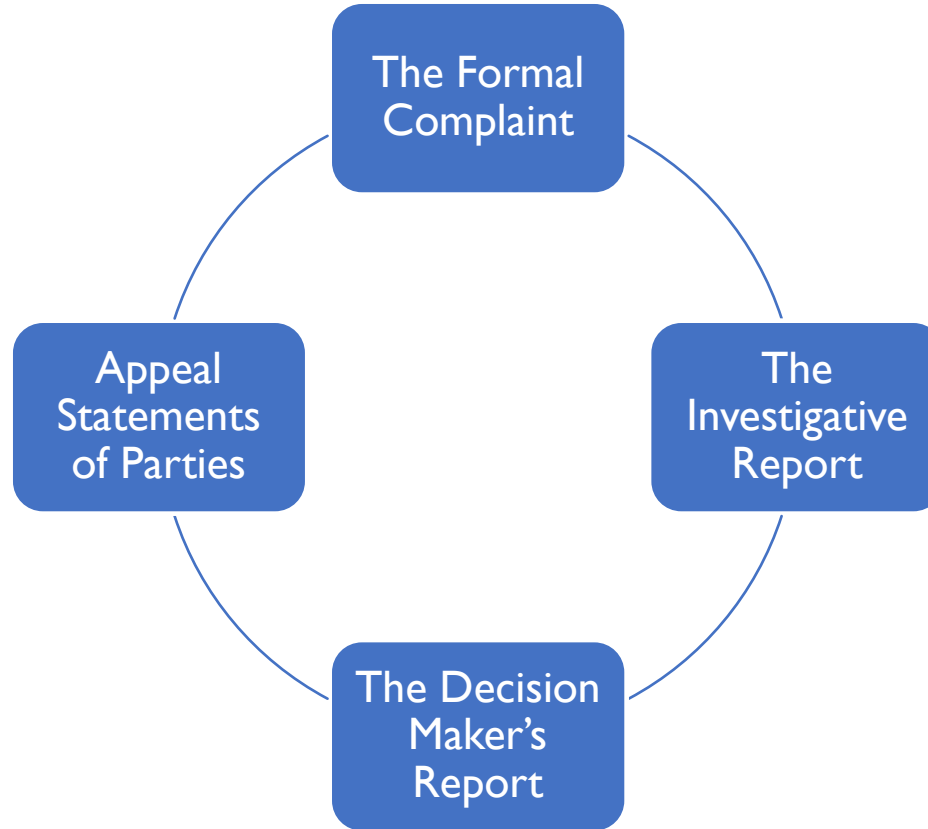 The Formal
Complaint
The
Investigative
Report
The Decision
Maker’s
Report
Appeal
Statements
of Parties